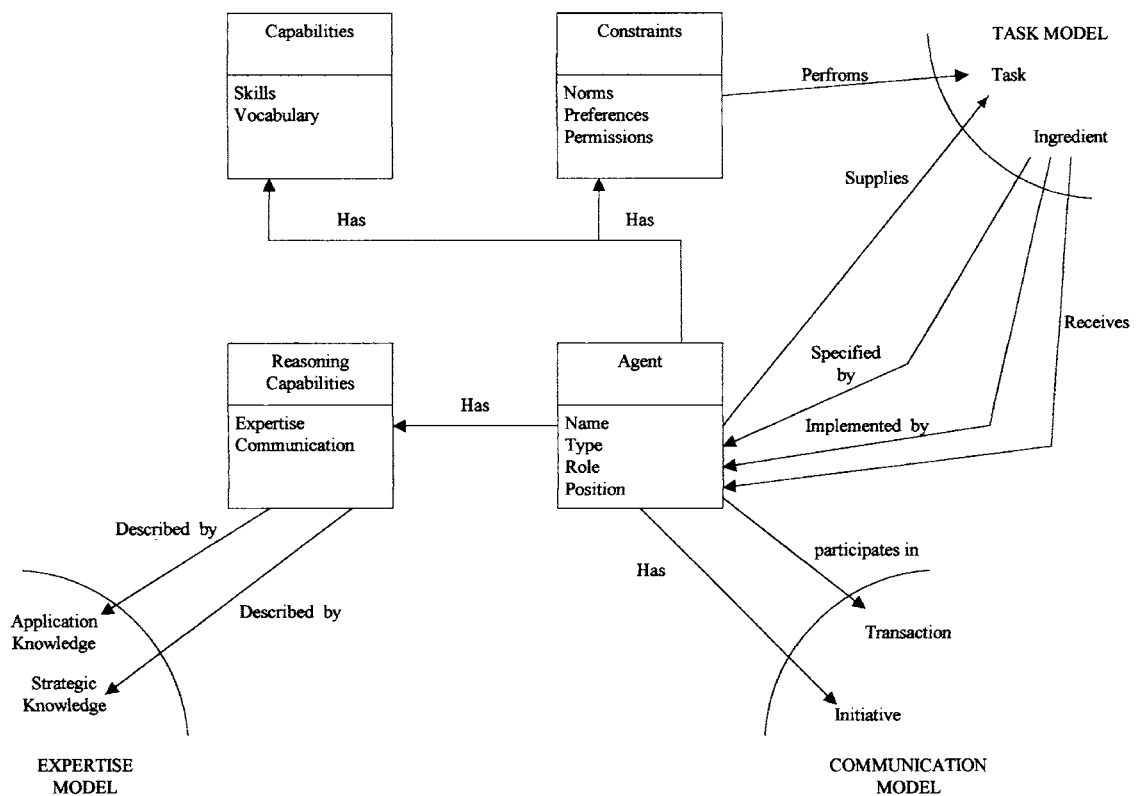 Capabilities
Skills
Vocabulary
Constraints
Norms
Preferences
Permissions
Perfroms
TASK MODEL
Task
Ingredient
Supplies
Has
Has
Receives
Specified
by
Implemented by
Reasoning
Capabilities
Expertise
Communication
Has
Agent
Name
Type
Role
Position
Described by
Described by
Application
Knowledge
Strategic
Knowledge
EXPERTISE
MODEL
Has
participates in
Transaction
Initiative
COMMUNICATION
MODEL